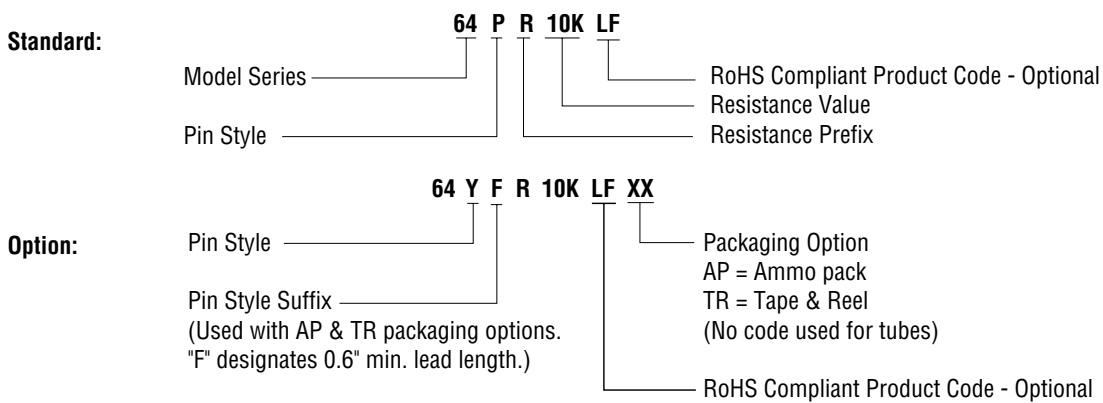 64 P R 10K LF
Standard:
Model Series
RoHS Compliant Product Code - Optional
Resistance Value
Pin Style
Resistance Prefix
64 Y F R 10K LF XX
Option:
Pin Style
Packaging Option
AP = Ammo pack
Pin Style Suffix
TR = Tape & Reel
(Used with AP & TR packaging options.
(No code used for tubes)
"F" designates 0.6" min. lead length.)
RoHS Compliant Product Code - Optional